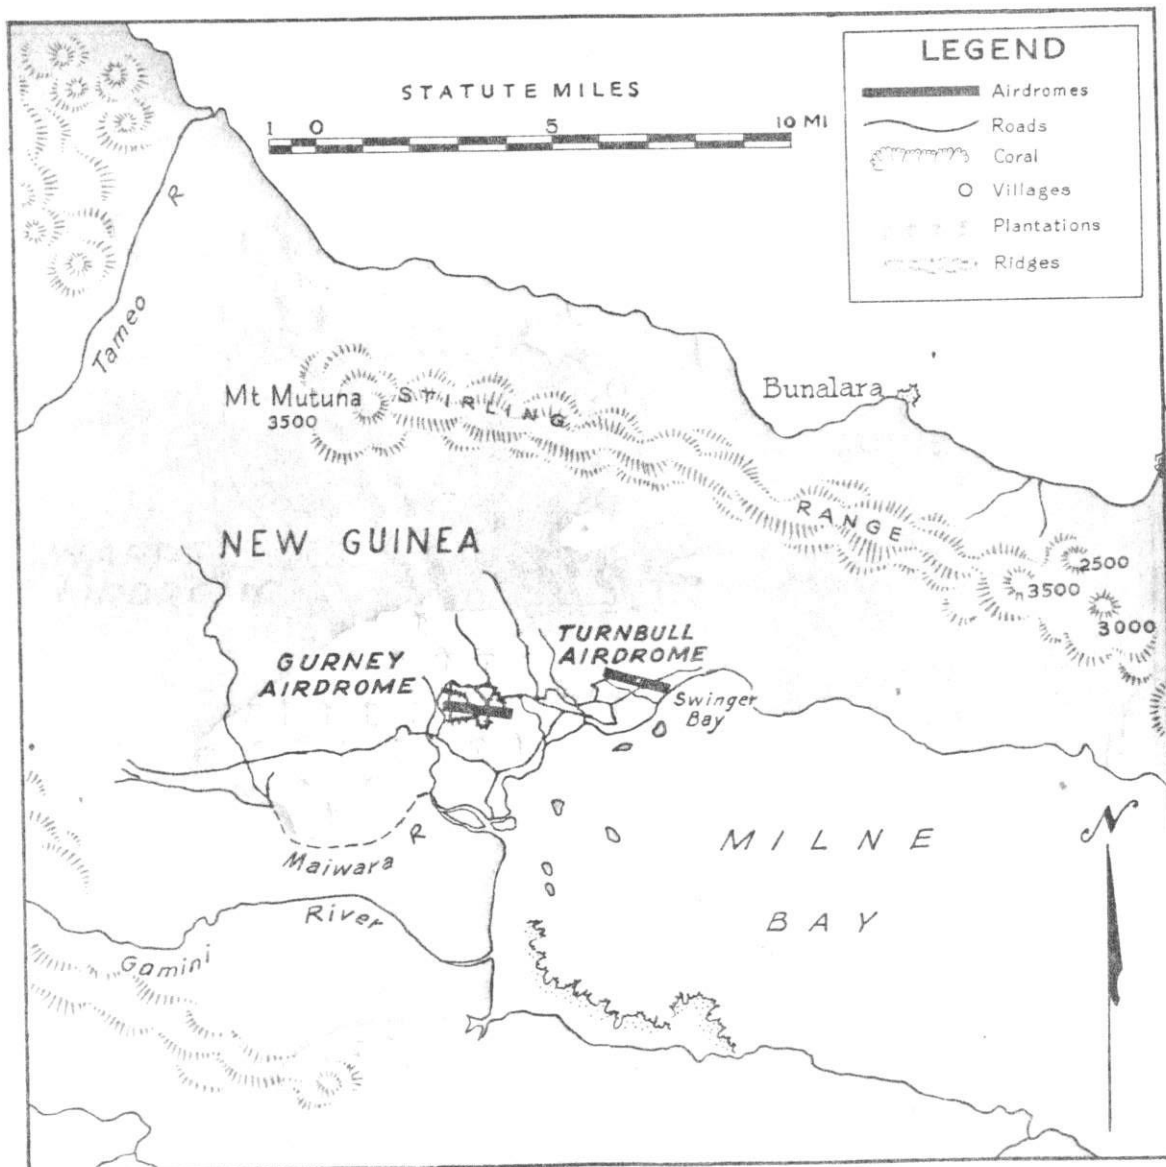 LEGEND
Airdromes
Roads
Coral
Villages
Plantations
Ridges
STATUTE MILES
1 0 5 10 MI
R
Tameo
Mt Mutuna
3500
STIRLING
RANGE
Bunalara
2500
3500
3000
NEW GUINEA
GURNEY
AIRDROME
TURNBULL
AIRDROME
Swinger
Bay
Maiwara
R
River
Gamini
MILNE
BAY
N